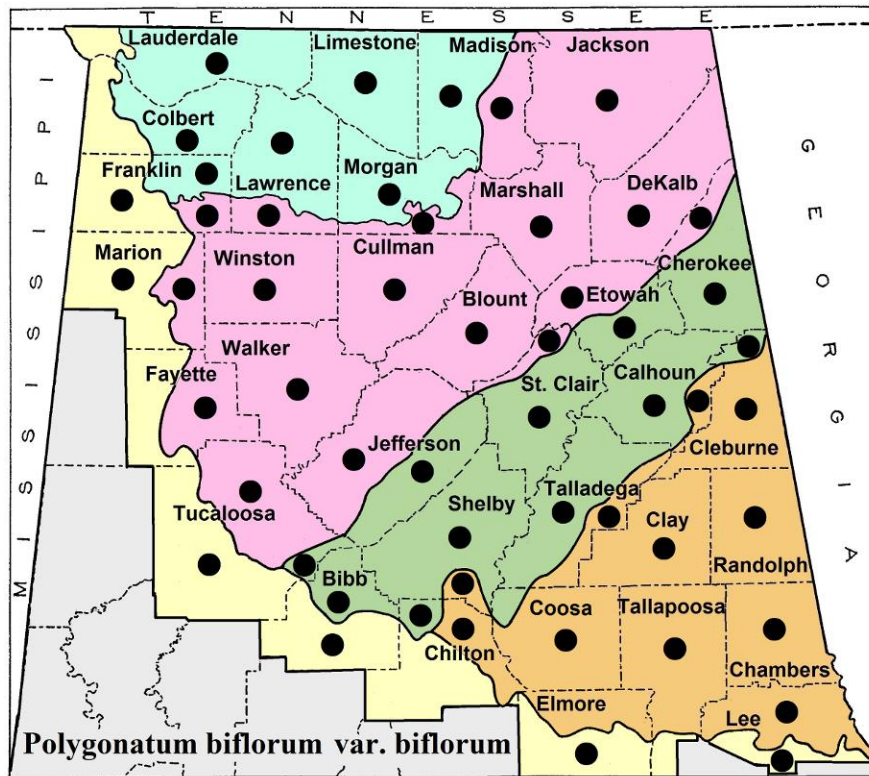 TENNESSEE
Lauderdale
Limestone
Madison
Jackson
MISSISSIPPI
GEORGIA
Colbert
Franklin
Lawrence
Morgan
Marshall
DeKalb
Marion
Winston
Cullman
Cherokee
Blount
Etowah
Walker
Fayette
St. Clair
Calhoun
Jefferson
Cleburne
Tucaloosa
Shelby
Talladega
Clay
Bibb
Randolph
Coosa
Tallapoosa
Chilton
Chambers
Elmore
Lee
Polygonatum biflorum var. biflorum